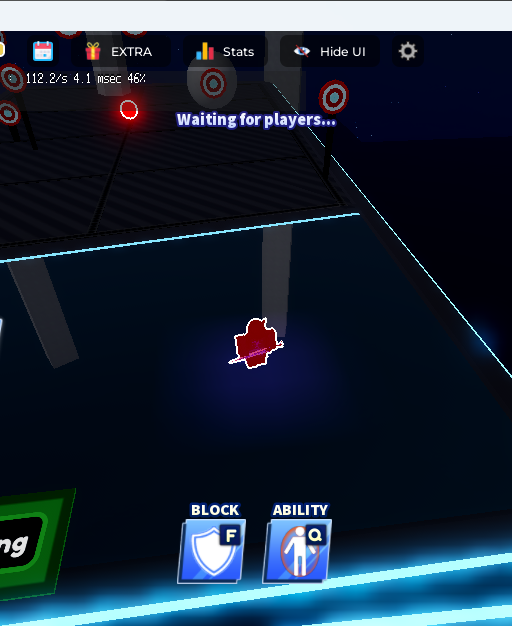 EXTRA
Stats
Hide UI
112.2/s 4.1 msec 46%
Waiting for players...
BLOCK
ABILITY
F
Q
ng